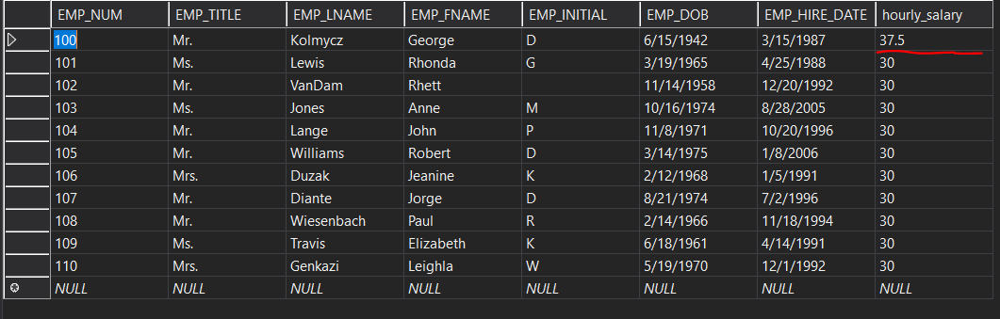 EMP_NUM EMP_TITLE EMP_LNAME EMP_FNAME EMP_INITIAL EMP_DOB EMP_HIRE_DATE hourly_salary
100 Mr. Kolmycz George D 6/15/1942 3/15/1987 37.5
101 Ms. Lewis Rhonda G 3/19/1965 4/25/1988 30
102 Mr. VanDam Rhett 11/14/1958 12/20/1992 30
103 Ms. Jones Anne M 10/16/1974 8/28/2005 30
104 Mr. Lange John P 11/8/1971 10/20/1996 30
105 Mr. Williams Robert D 3/14/1975 1/8/2006 30
106 Mrs. Duzak Jeanine K 2/12/1968 1/5/1991 30
107 Mr. Diante Jorge D 8/21/1974 7/2/1996 30
108 Mr. Wiesenbach Paul R 2/14/1966 11/18/1994 30
109 Ms. Travis Elizabeth K 6/18/1961 4/14/1991 30
110 Mrs. Genkazi Leighla W 5/19/1970 12/1/1992 30
NULL NULL NULL NULL NULL NULL NULL NULL